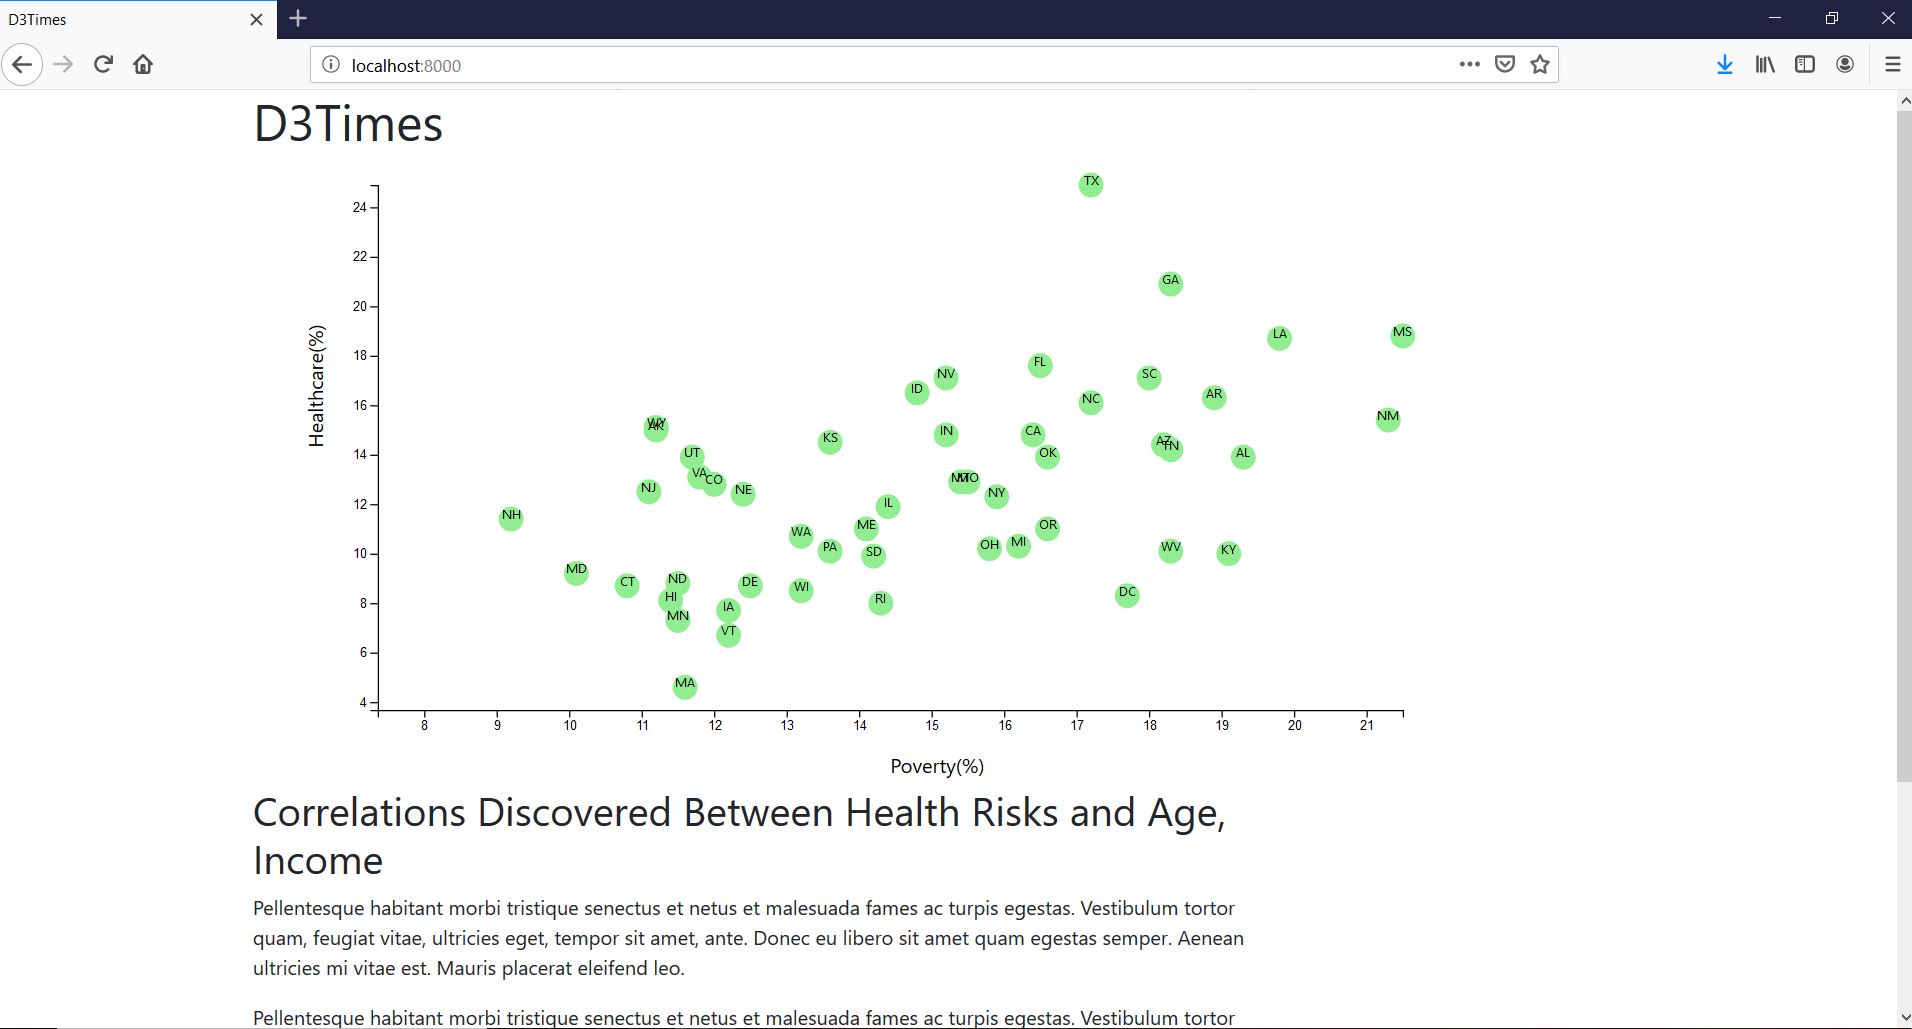 D3Times
localhost:8000
D3Times
TX
24
22
GA
20
MS
LA
Healthcare(%)
18
FL
NV
SC
ID
AR
16
NC
NM
WY
AK
KS
IN
CA
14
UT
OK
AZ
TN
AL
VA
CO
NJ
NE
MT
MO
NY
12
IL
NH
ME
OR
WA
10
PA
SD
OH
MI
WV
KY
MD
CT
ND
DE
WI
DC
8
HI
IA
RI
MN
VT
6
MA
4
8 9 10 11 12 13 14 15 16 17 18 19 20 21
Poverty(%)
Correlations Discovered Between Health Risks and Age,
Income
Pellentesque habitant morbi tristique senectus et netus et malesuada fames ac turpis egestas. Vestibulum tortor
quam, feugiat vitae, ultricies eget, tempor sit amet, ante. Donec eu libero sit amet quam egestas semper. Aenean
ultricies mi vitae est. Mauris placerat eleifend leo.
Pellentesque habitant morbi tristique senectus et netus et malesuada fames ac turpis egestas. Vestibulum tortor